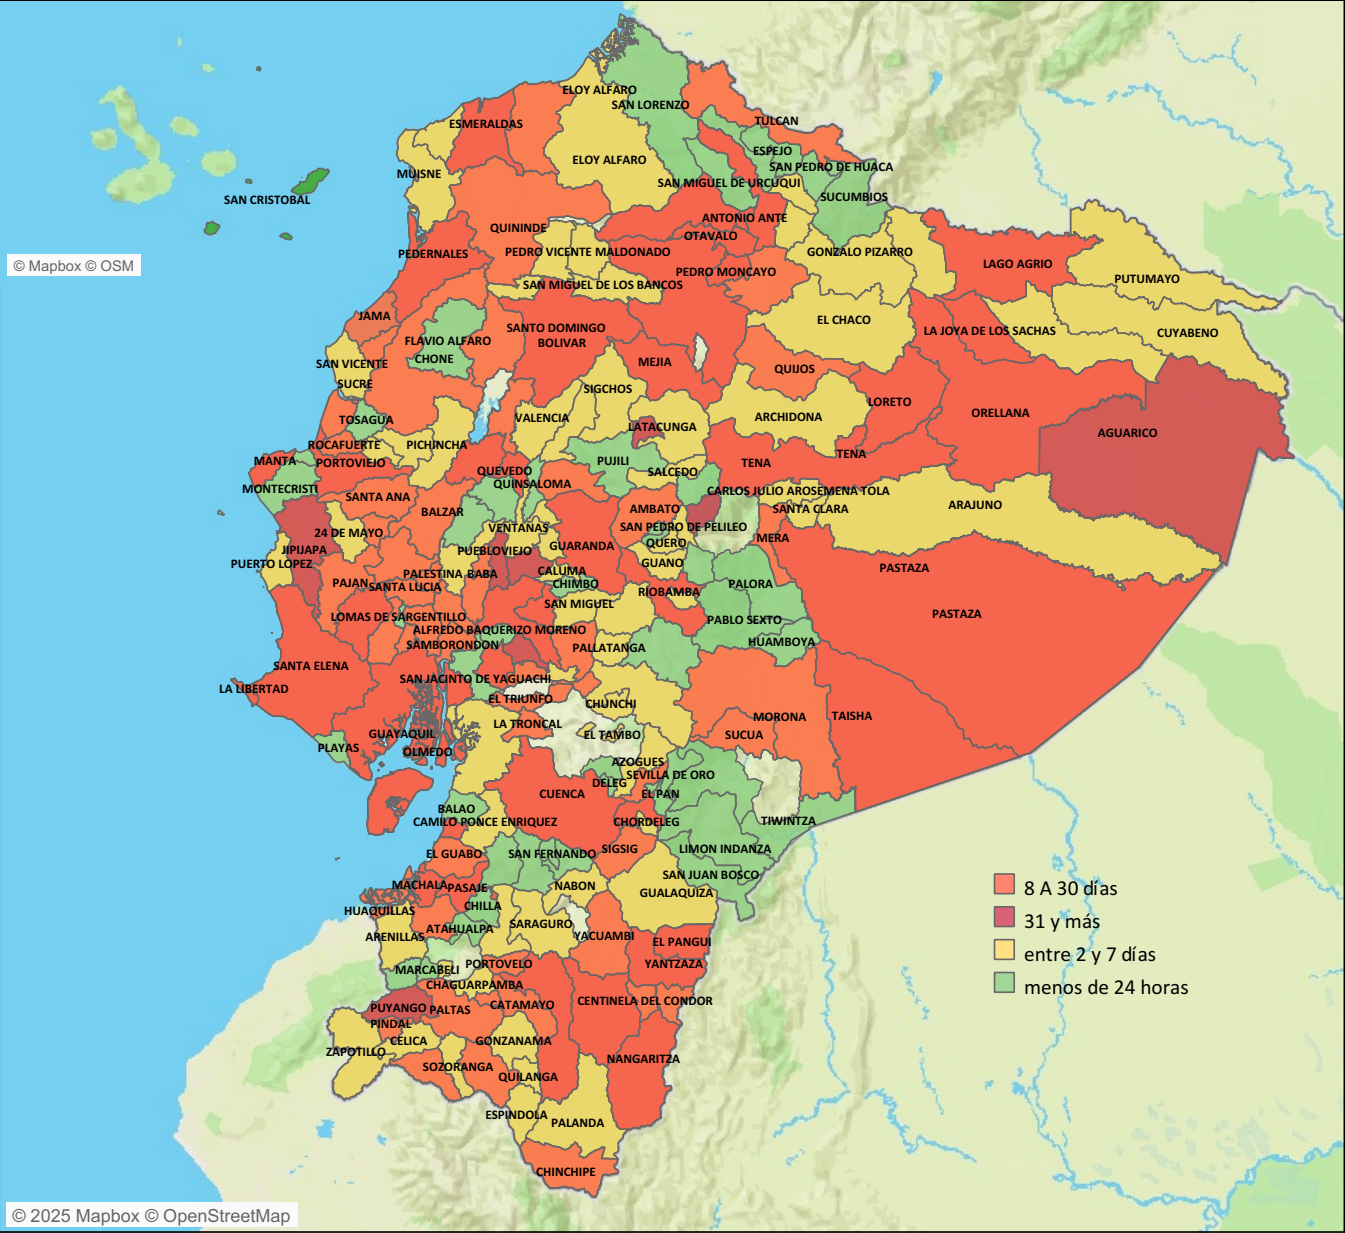 ELOY ALFARO
SAN LORENZO
ESMERALDAS
TULCAN
ESPEJO
ELOY ALFARO
SAN PEDRO DE HUACA
MUISNE
SAN MIGUEL DE URCUQUI
SUCUMBIOS
SAN CRISTOBAL
ANTONIO ANTE
QUININDE
OTAVALO
PEDERNALES
PEDRO VICENTE MALDONADO
GONZALO PIZARRO
© Mapbox © OSM
LAGO AGRIO
PEDRO MONCAYO
PUTUMAYO
SAN MIGUEL DE LOS BANCOS
JAMA
EL CHACO
SANTO DOMINGO
LA JOYA DE LOS SACHAS
CUYABENO
FLAVIO ALFARO
BOLIVAR
CHONE
SAN VICENTE
MEJIA
QUIJOS
SUCRE
SIGCHOS
LORETO
ORELLANA
TOSAGUA
VALENCIA
ARCHIDONA
LATACUNGA
AGUARICO
ROCAFUERTE
PICHINCHA
TENA
MANTA
PORTOVIEJO
PUJILI
TENA
QUEVEDO
SALCEDO
MONTECRISTI
QUINSALOMA
CARLOS JULIO AROSEMENA TOLA
SANTA ANA
ARAJUNO
BALZAR
AMBATO
SANTA CLARA
24 DE MAYO
VENTANAS
SAN PEDRO DE PELILEO
MERA
JIPIJAPA
PUEBLOVIEJO
GUARANDA
QUERO
PUERTO LOPEZ
GUANO
PASTAZA
PALESTINA
BABA
CALUMA
PAJAN
SANTA LUCIA
CHIMBO
PALORA
RIOBAMBA
SAN MIGUEL
PASTAZA
LOMAS DE SARGENTILLO
PABLO SEXTO
ALFREDO BAQUERIZO MORENO
SAMBORONDON
PALLATANGA
HUAMBOYA
SANTA ELENA
SAN JACINTO DE YAGUACHI
LA LIBERTAD
EL TRIUNFO
CHUNCHI
MORONA
TAISHA
LA TRONCAL
GUAYAQUIL
EL TAMBO
SUCUA
PLAYAS
OLMEDO
AZOGUES
SEVILLA DE ORO
DELEG
CUENCA
EL PAN
BALAO
CAMILO PONCE ENRIQUEZ
CHORDELEG
TIWINTZA
EL GUABO
SAN FERNANDO
SIGSIG
LIMON INDANZA
SAN JUAN BOSCO
MACHALA
PASAJE
NABON
GUALAQUIZA
8 A 30 días
HUAQUILLAS
CHILLA
31 y más
ARENILLAS
ATAHUALPA
SARAGURO
YACUAMBI
EL PANGUI
entre 2 y 7 días
MARCABELI
PORTOVELO
YANTZAZA
CHAGUARPAMBA
menos de 24 horas
PUYANGO
PALTAS
CATAMAYO
CENTINELA DEL CONDOR
PINDAL
CELICA
GONZANAMA
ZAPOTILLO
SOZORANGA
NANGARITZA
QUILANGA
ESPINDOLA
PALANDA
CHINCHIPE
© 2025 Mapbox © OpenStreetMap